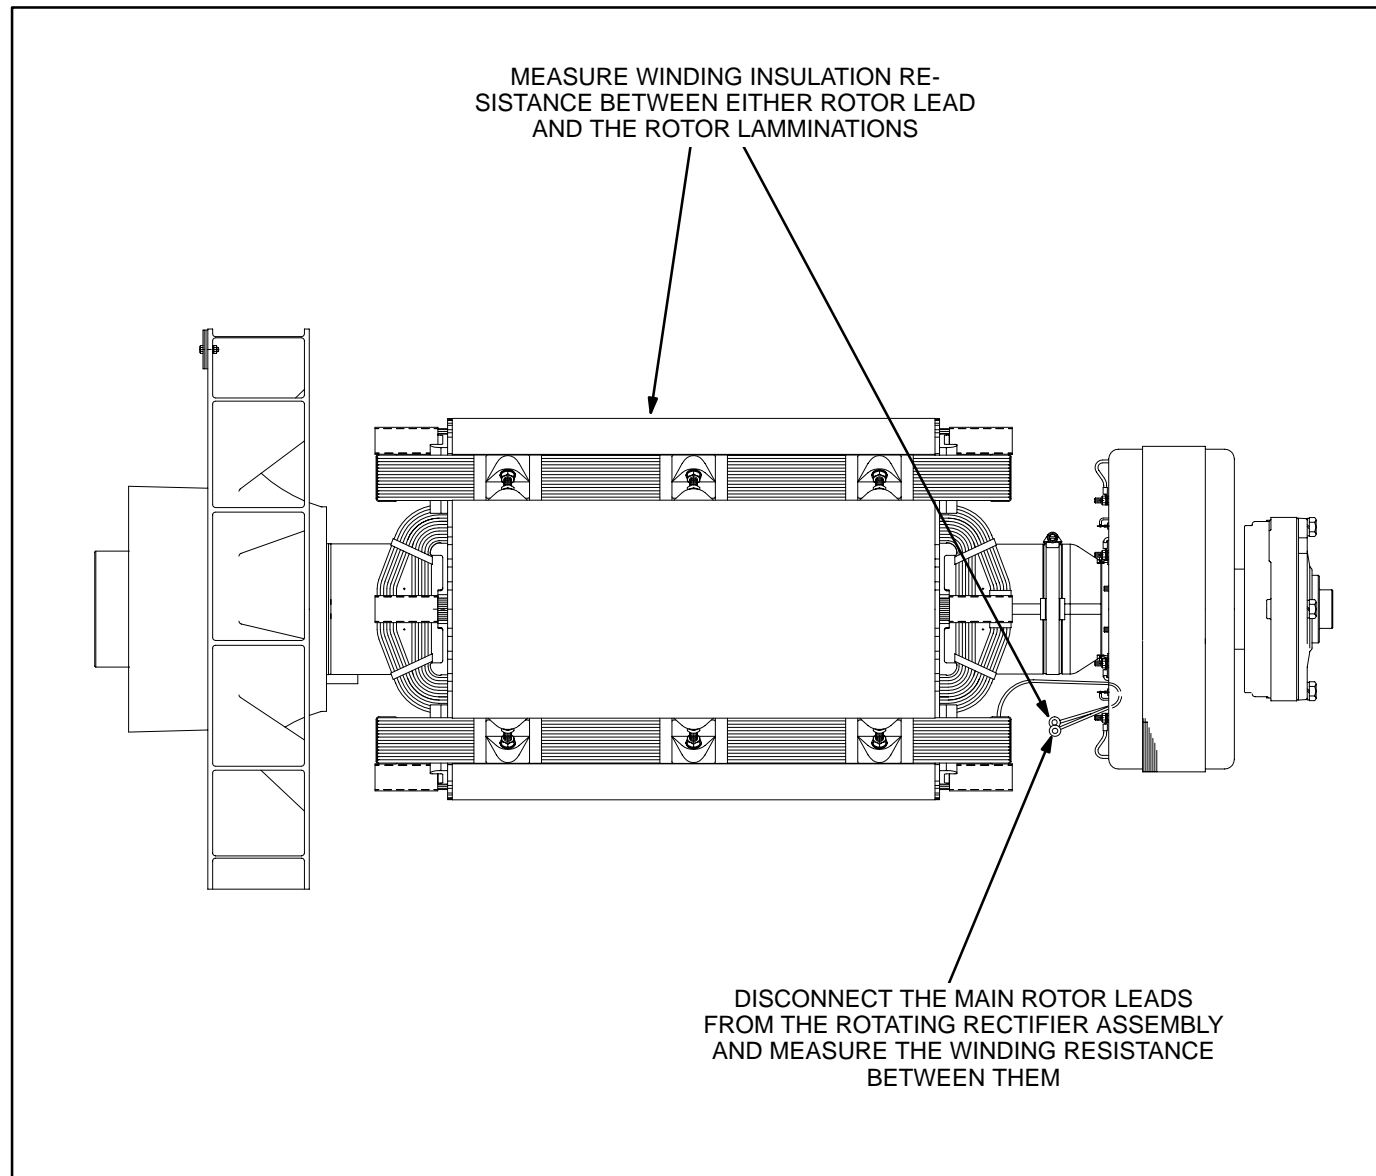 MEASURE WINDING INSULATION RE-
SISTANCE BETWEEN EITHER ROTOR LEAD
AND THE ROTOR LAMMINATIONS
DISCONNECT THE MAIN ROTOR LEADS
FROM THE ROTATING RECTIFIER ASSEMBLY
AND MEASURE THE WINDING RESISTANCE
BETWEEN THEM